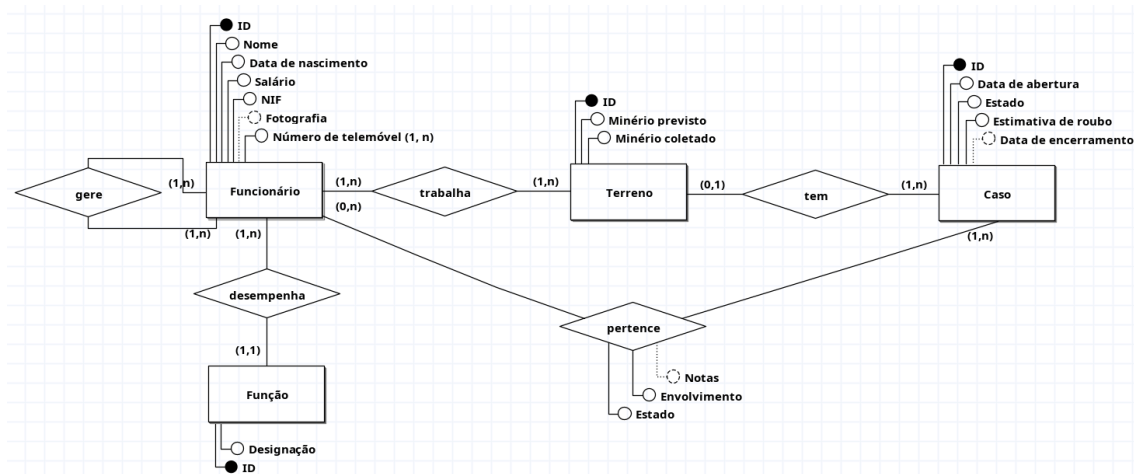 ID
Nome
Data de nascimento
Salário
NIF
Fotografia
Número de telemóvel (1, n)
ID
Minério previsto
Minério coletado
ID
Data de abertura
Estado
Estimativa de roubo
Data de encerramento
gere
(1,n)
(1,n)
Funcionário
(1,n)
(0,n)
(1,n)
trabalha
(1,n)
Terreno
(0,1)
tem
(1,n)
Caso
(1,n)
desempenha
(1,1)
Função
Designação
ID
pertence
Notas
Envolvimento
Estado